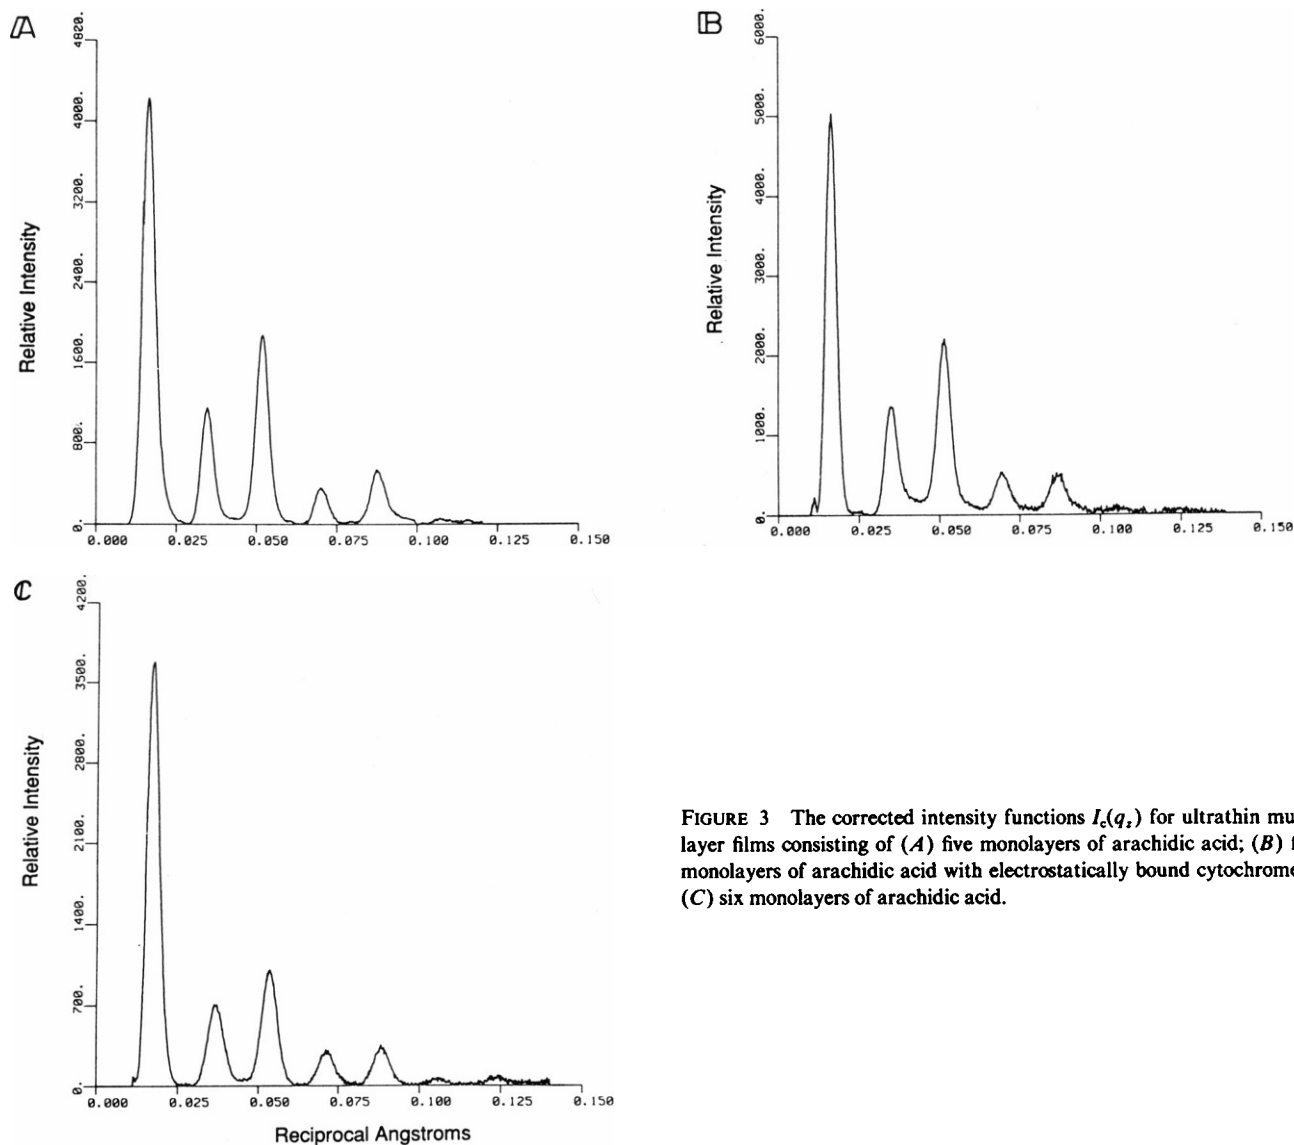 A
4820.
4000.
3200.
2400.
1600.
800.
0.
Relative Intensity
0.000 0.025 0.050 0.075 0.100 0.125 0.150
B
6000.
5000.
4000.
3000.
2000.
1000.
0.
Relative Intensity
0.000 0.025 0.050 0.075 0.100 0.125 0.150
C
4200.
3500.
2800.
2100.
1400.
700.
0.
Relative Intensity
0.000 0.025 0.050 0.075 0.100 0.125 0.150
Reciprocal Angstroms
FIGURE 3 The corrected intensity functions Ic(qz) for ultrathin mu
layer films consisting of (A) five monolayers of arachidic acid; (B) f
monolayers of arachidic acid with electrostatically bound cytochrome
(C) six monolayers of arachidic acid.